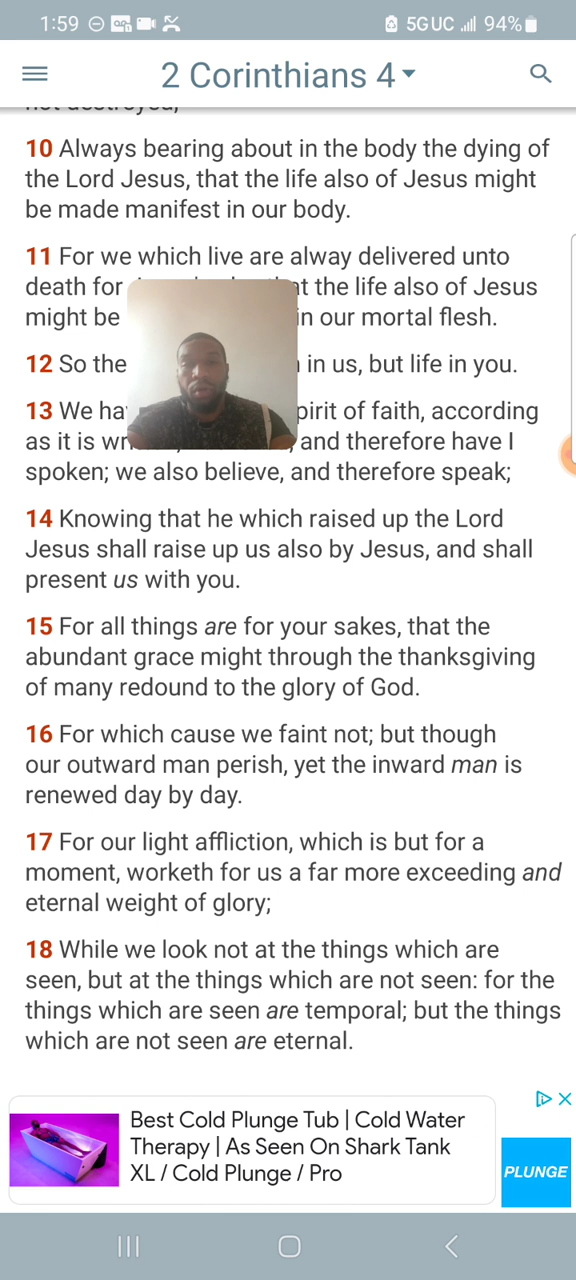 1:59
5G UC 94%
2 Corinthians 4
not destroyed;
10 Always bearing about in the body the dying of
the Lord Jesus, that the life also of Jesus might
be made manifest in our body.
11 For we which live are alway delivered unto
death for at the life also of Jesus
might be in our mortal flesh.
12 So the in us, but life in you.
13 We ha pirit of faith, according
as it is wr , and therefore have I
spoken; we also believe, and therefore speak;
14 Knowing that he which raised up the Lord
Jesus shall raise up us also by Jesus, and shall
present us with you.
15 For all things are for your sakes, that the
abundant grace might through the thanksgiving
of many redound to the glory of God.
16 For which cause we faint not; but though
our outward man perish, yet the inward man is
renewed day by day.
17 For our light affliction, which is but for a
moment, worketh for us a far more exceeding and
eternal weight of glory;
18 While we look not at the things which are
seen, but at the things which are not seen: for the
things which are seen are temporal; but the things
which are not seen are eternal.
Best Cold Plunge Tub | Cold Water
Therapy | As Seen On Shark Tank
XL / Cold Plunge / Pro
PLUNGE